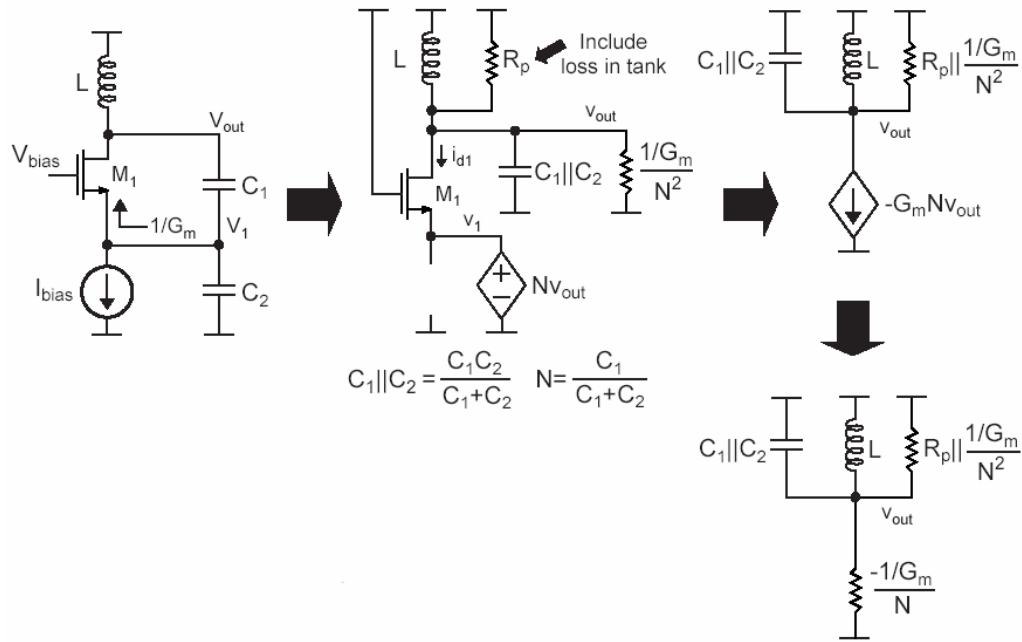 L
V_out
V_bias
M_1
C_1
1/G_m
V_1
I_bias
C_2
L
R_p
Include
loss in tank
v_out
i_d1
C_1||C_2
1/G_m
N^2
M_1
v_1
+
−
Nv_out
C_1||C_2 = C_1C_2 / C_1+C_2
N= C_1 / C_1+C_2
C_1||C_2
L
R_p|| 1/G_m / N^2
v_out
-G_mNv_out
C_1||C_2
L
R_p|| 1/G_m / N^2
v_out
-1/G_m
N